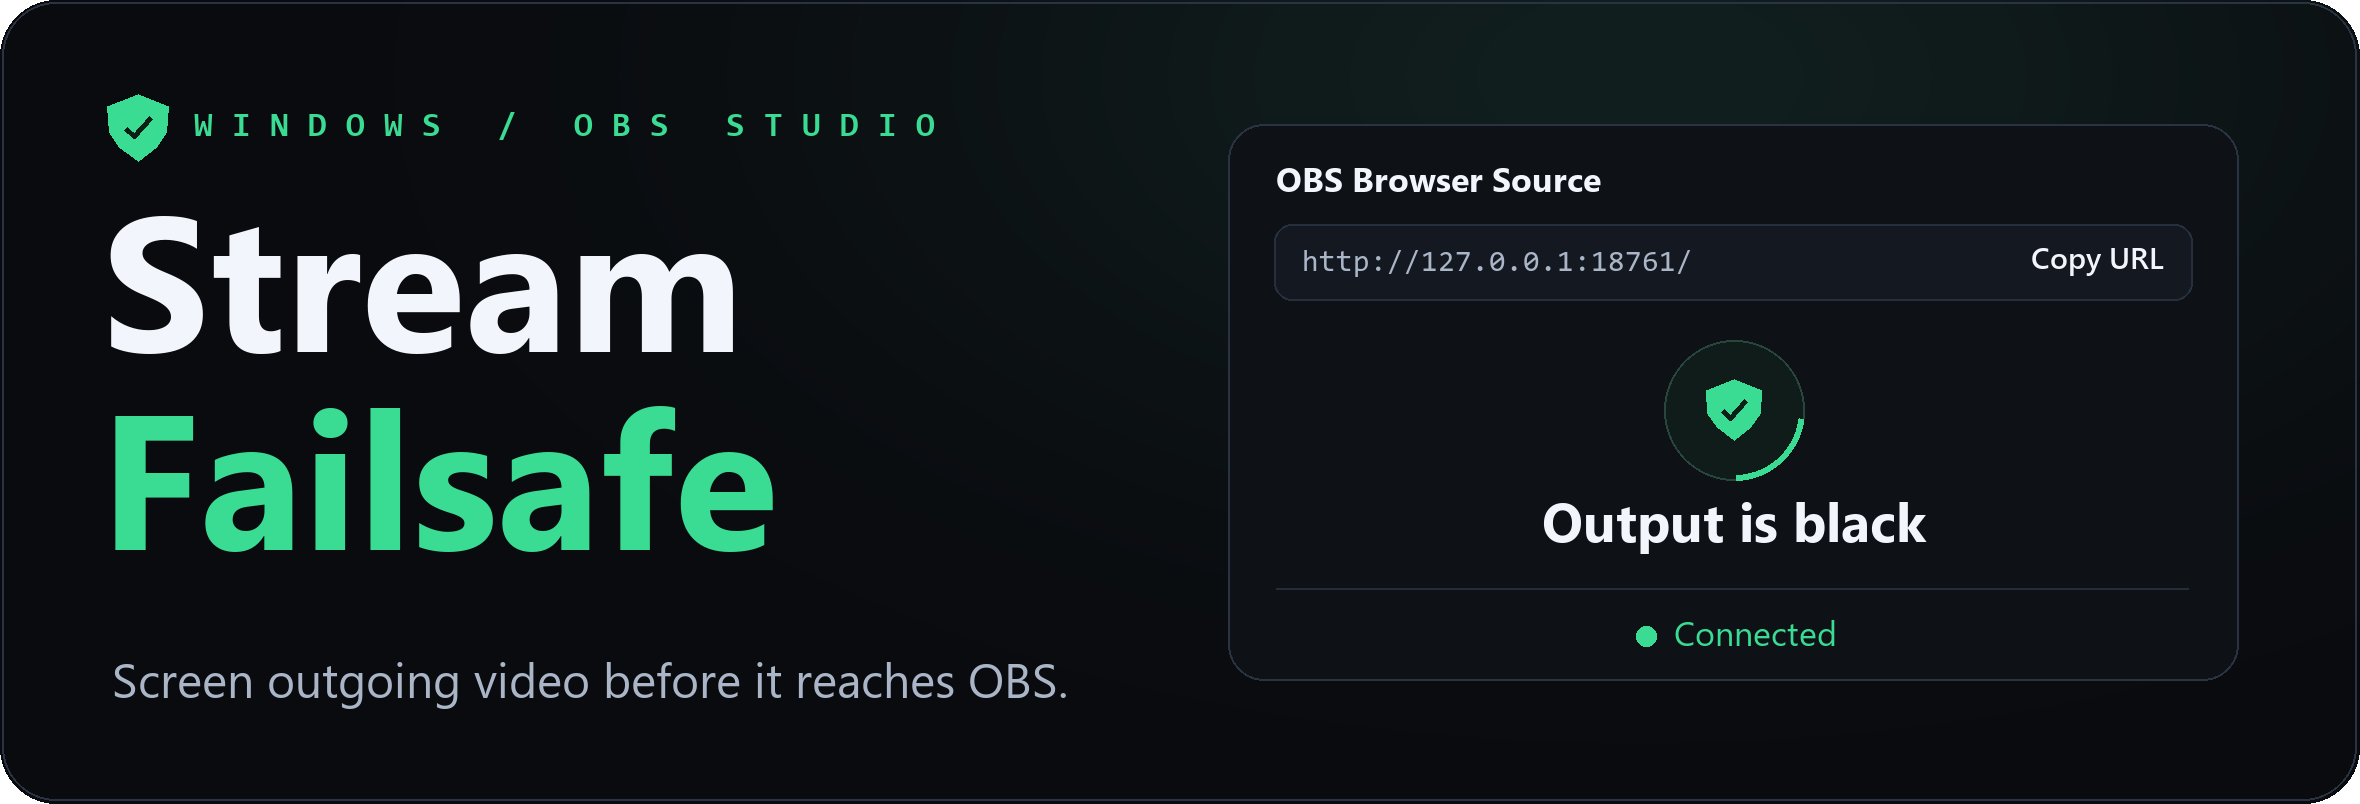 WINDOWS / OBS STUDIO
Stream
Failsafe
Screen outgoing video before it reaches OBS.
OBS Browser Source
http://127.0.0.1:18761/ Copy URL
Output is black
Connected